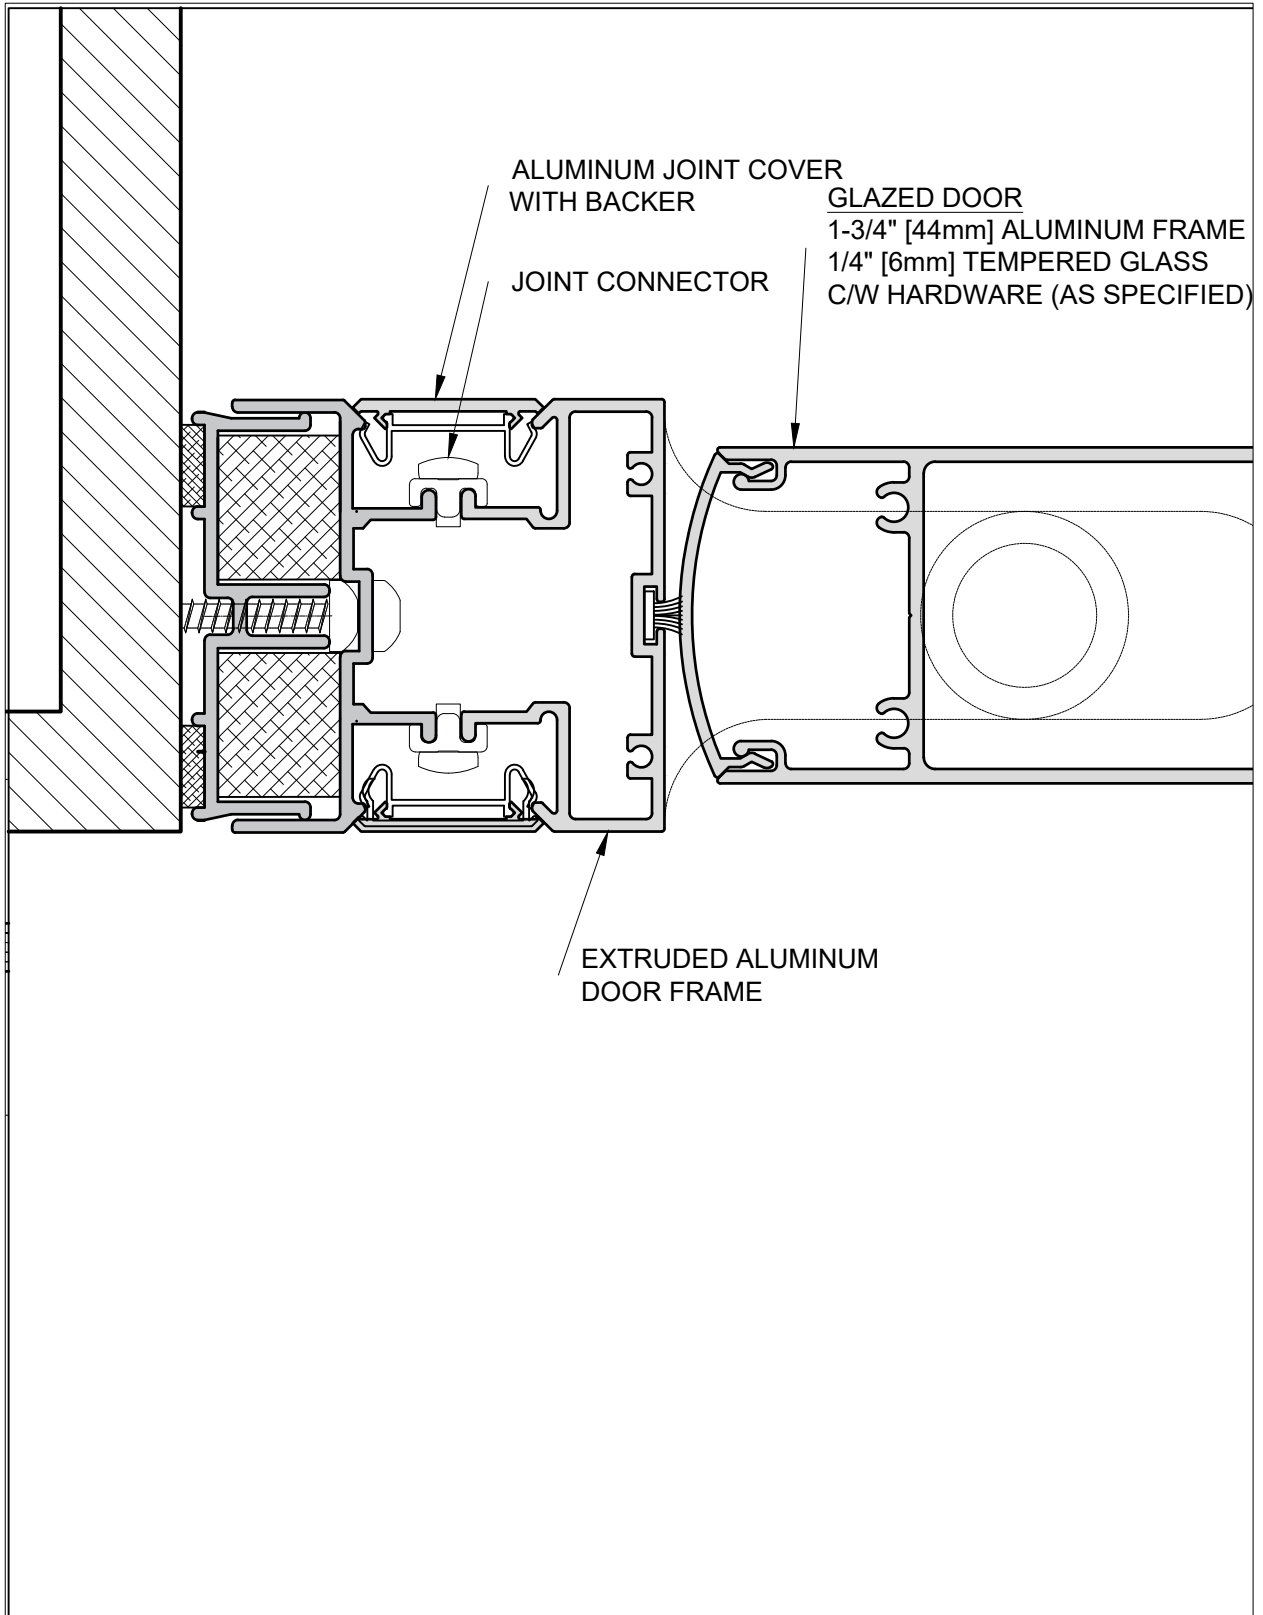 ALUMINUM JOINT COVER
WITH BACKER
GLAZED DOOR
1-3/4" [44mm] ALUMINUM FRAME
1/4" [6mm] TEMPERED GLASS
C/W HARDWARE (AS SPECIFIED)
JOINT CONNECTOR
EXTRUDED ALUMINUM
DOOR FRAME